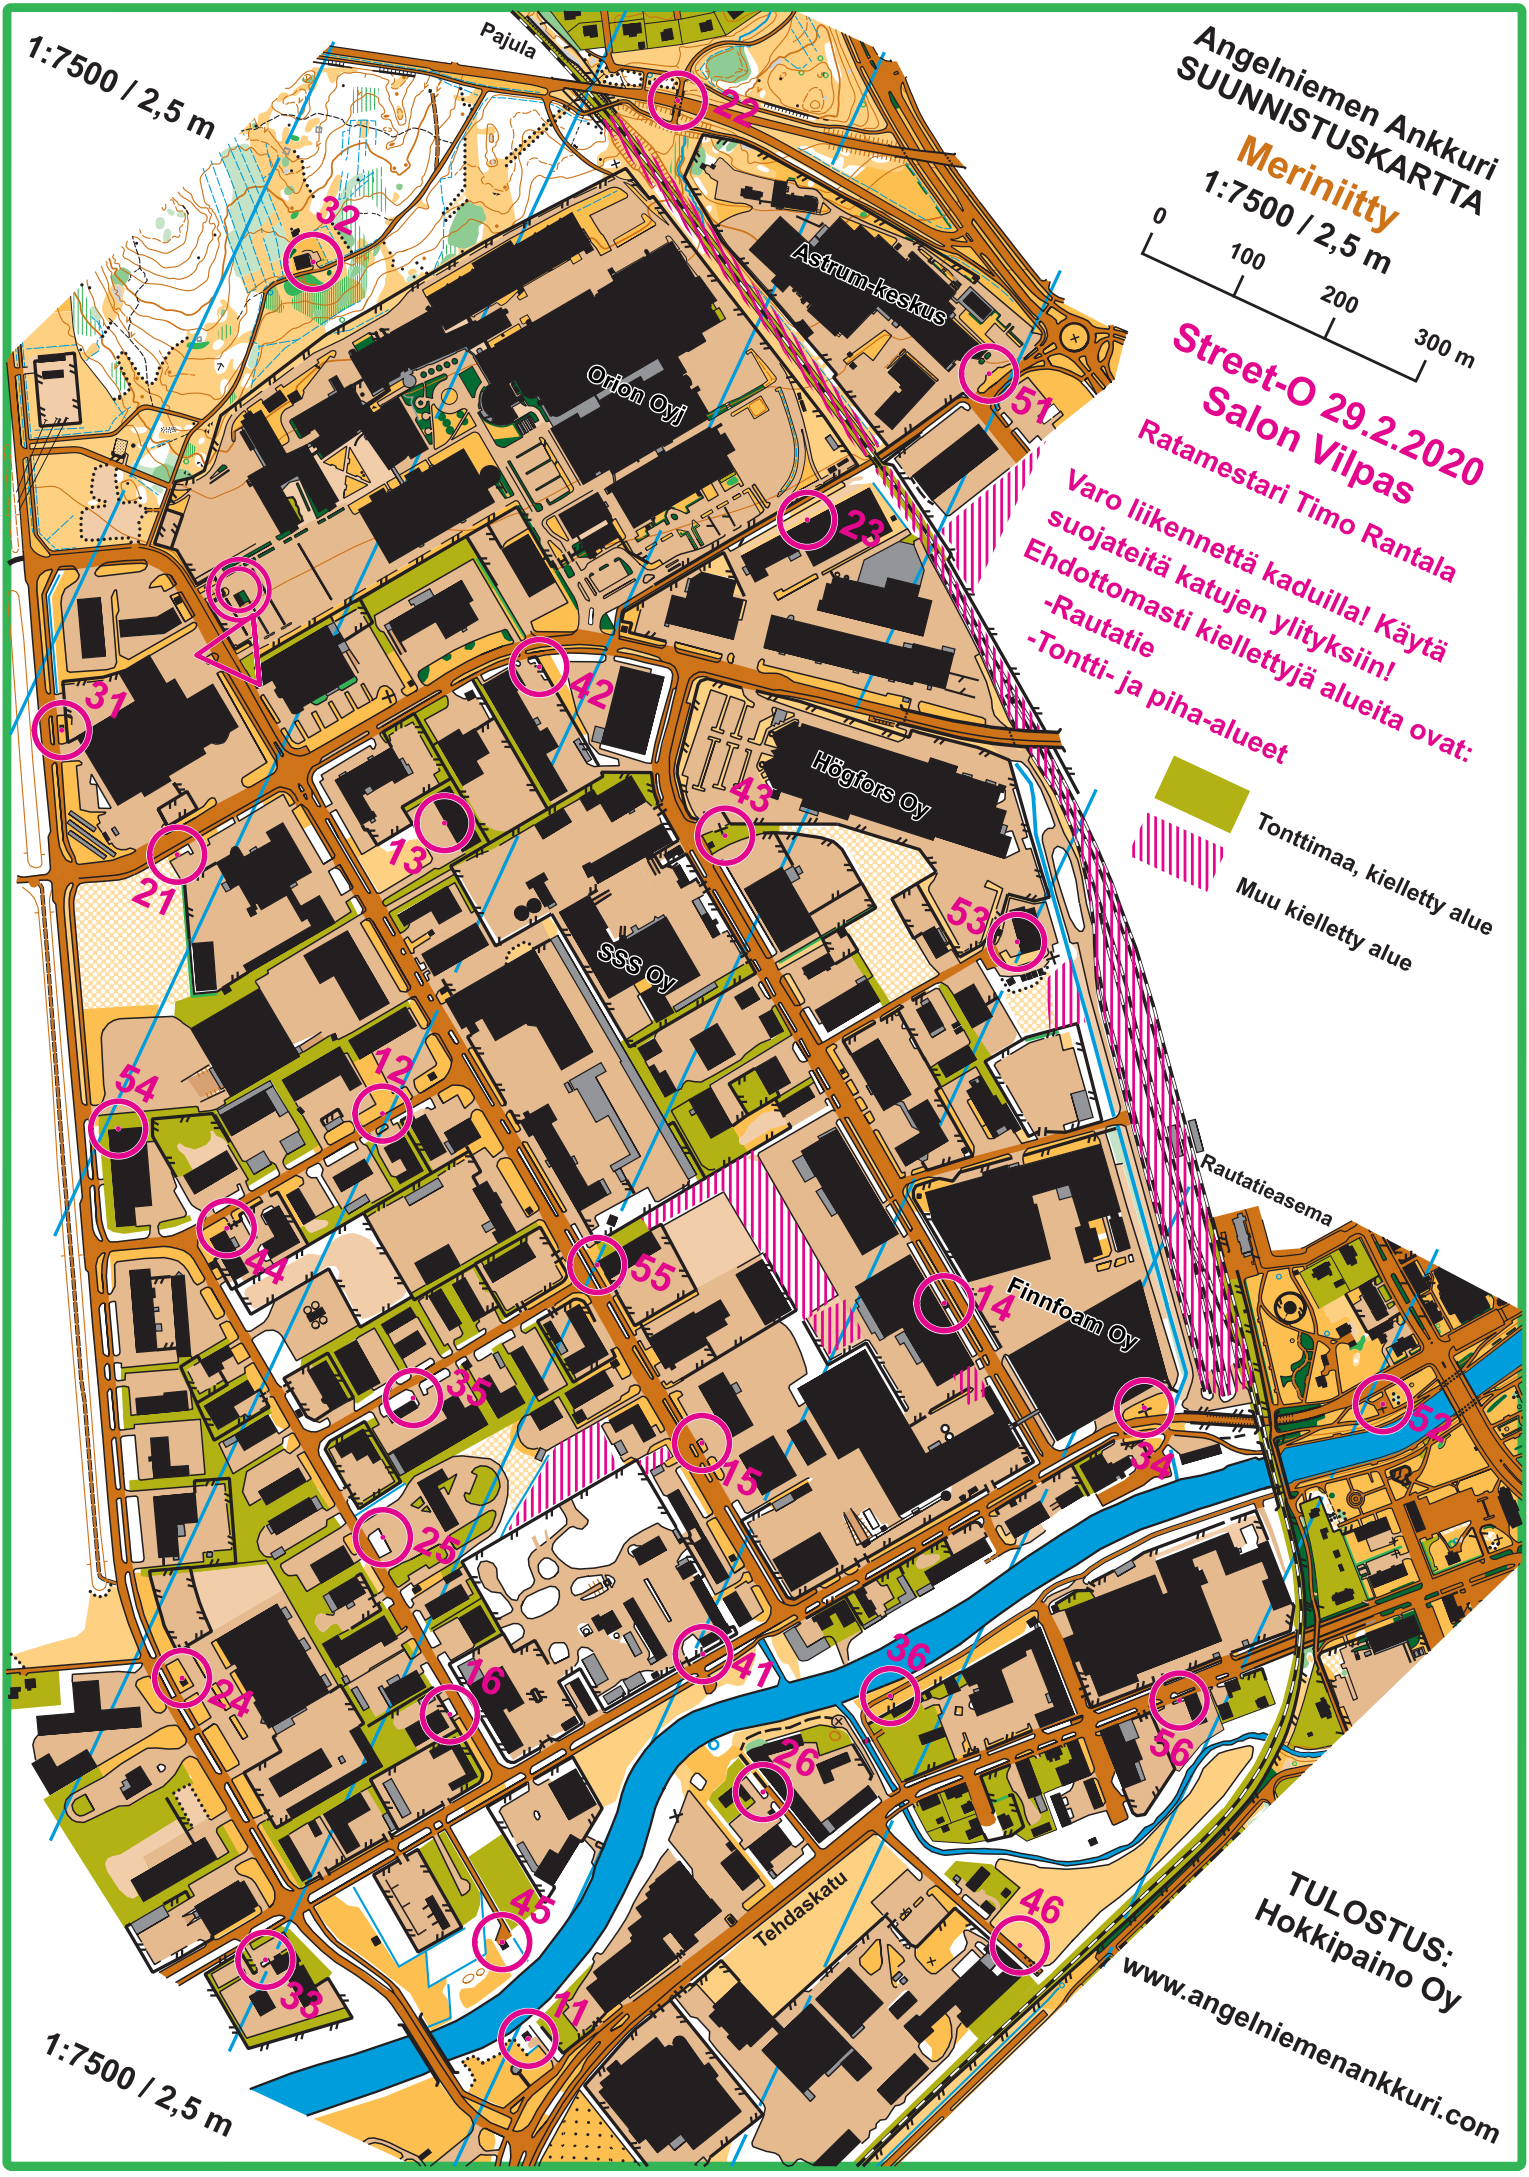 1:7500 / 2,5 m
Pajula
Angelniemen Ankkuri
SUUNNISTUSKARTTA
Meriniitty
1:7500 / 2,5 m
0
100
200
300 m
Street-O 29.2.2020
Salon Vilpas
Ratamestari Timo Rantala
Varo liikennettä kaduilla! Käytä
suojateitä katujen ylityksiin!
Ehdottomasti kiellettyjä alueita ovat:
-Rautatie
-Tontti- ja piha-alueet
Tonttimaa, kielletty alue
Muu kielletty alue
22
32
Astrum-keskus
Orion Oyj
51
23
42
31
Högfors Oy
43
13
21
53
SSS Oy
12
54
Rautatieasema
44
55
14
Finnfoam Oy
35
52
15
34
25
41
36
24
16
56
26
TULOSTUS:
Hokkipaino Oy
www.angelniemenankkuri.com
Tehdaskatu
45
46
33
11
1:7500 / 2,5 m